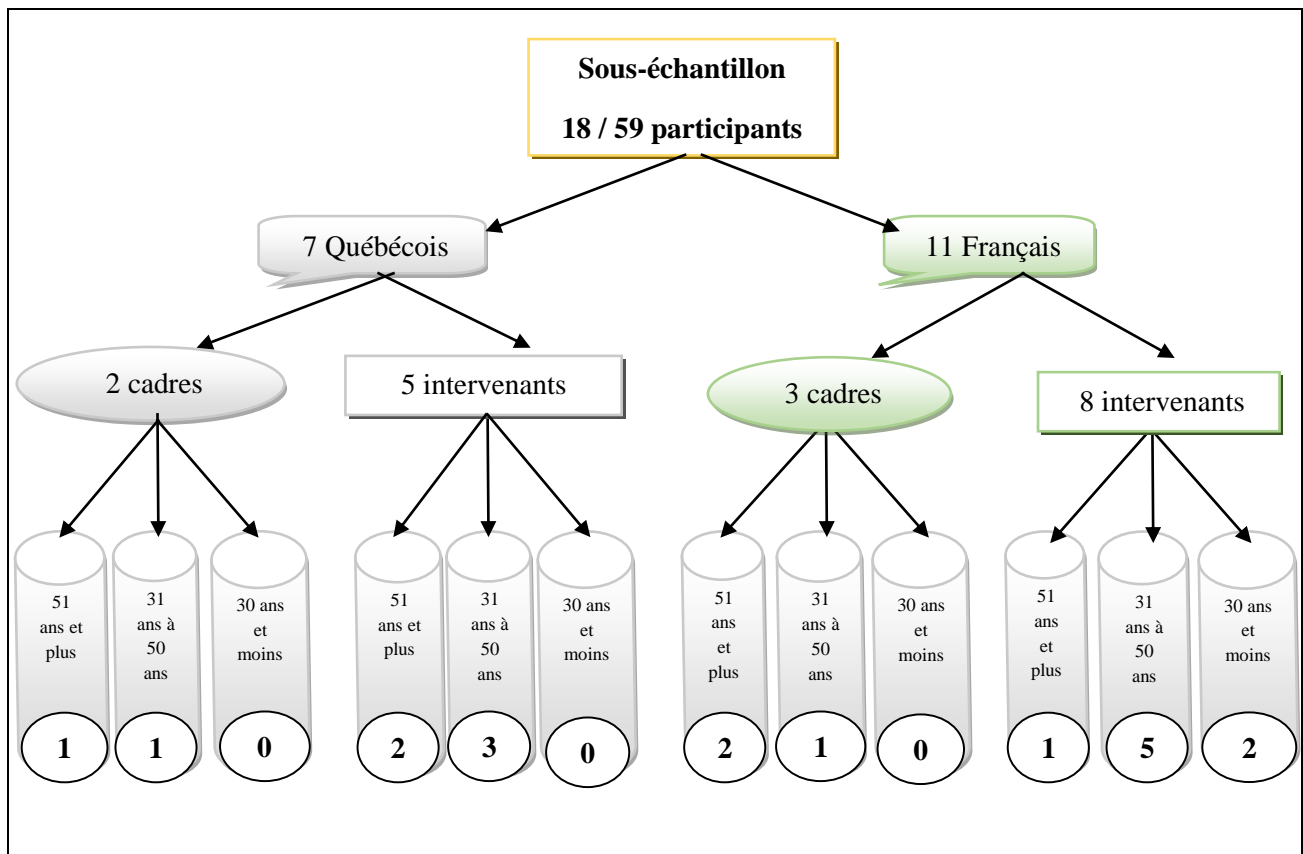 Sous-échantillon
18 / 59 participants
7 Québécois
11 Français
2 cadres
5 intervenants
3 cadres
8 intervenants
51
ans et
plus
31
ans à
50
ans
30 ans
et
moins
51
ans et
plus
31
ans à
50
ans
30 ans
et
moins
51
ans
et
plus
31
ans à
50
ans
30 ans
et
moins
51
ans
et
plus
31
ans à
50
ans
30 ans
et
moins
1
1
0
2
3
0
2
1
0
1
5
2